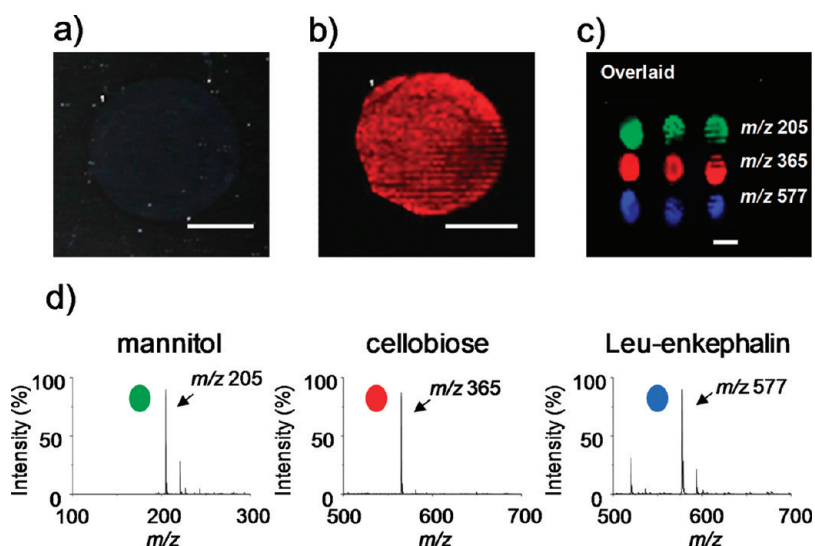 a)
b)
c)
Overlaid
m/z 205
m/z 365
m/z 577
d)
mannitol
cellobiose
Leu-enkephalin
Intensity (%)
100
50
0
m/z 205
100
200
300
m/z
Intensity (%)
100
50
0
m/z 365
500
600
700
m/z
Intensity (%)
100
50
0
m/z 577
500
600
700
m/z